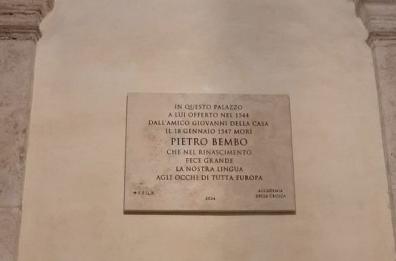 IN QUESTO PALAZZO
A LUI OFFERTO NEL 1544
DALL'AMICO GIOVANNI DELLA CASA
IL 18 GENNAIO 1547 MORÌ
PIETRO BEMBO
CHE NEL RINASCIMENTO
FECE GRANDE
LA NOSTRA LINGUA
AGLI OCCHI DI TUTTA EUROPA
ACCADEMIA
DELLA CRUSCA
2024